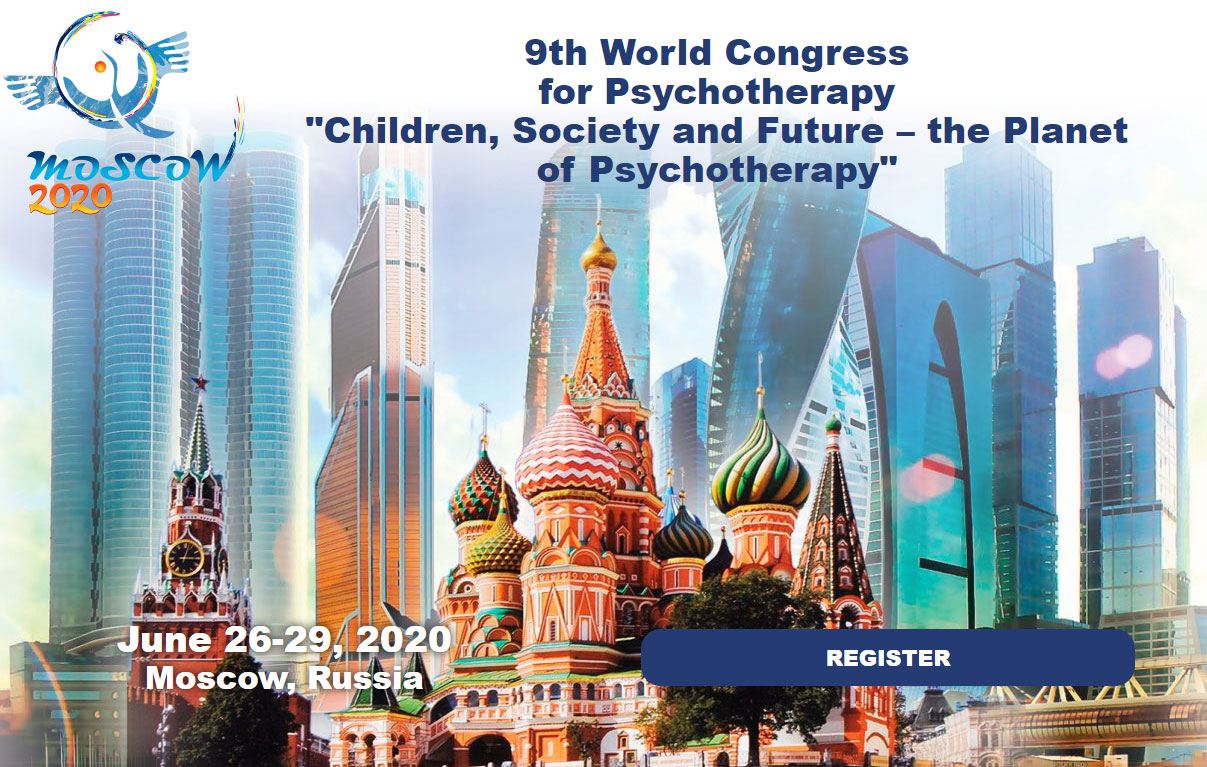 MOSCOW
2020
9th World Congress
for Psychotherapy
"Children, Society and Future – the Planet
of Psychotherapy"
June 26-29, 2020
Moscow, Russia
REGISTER